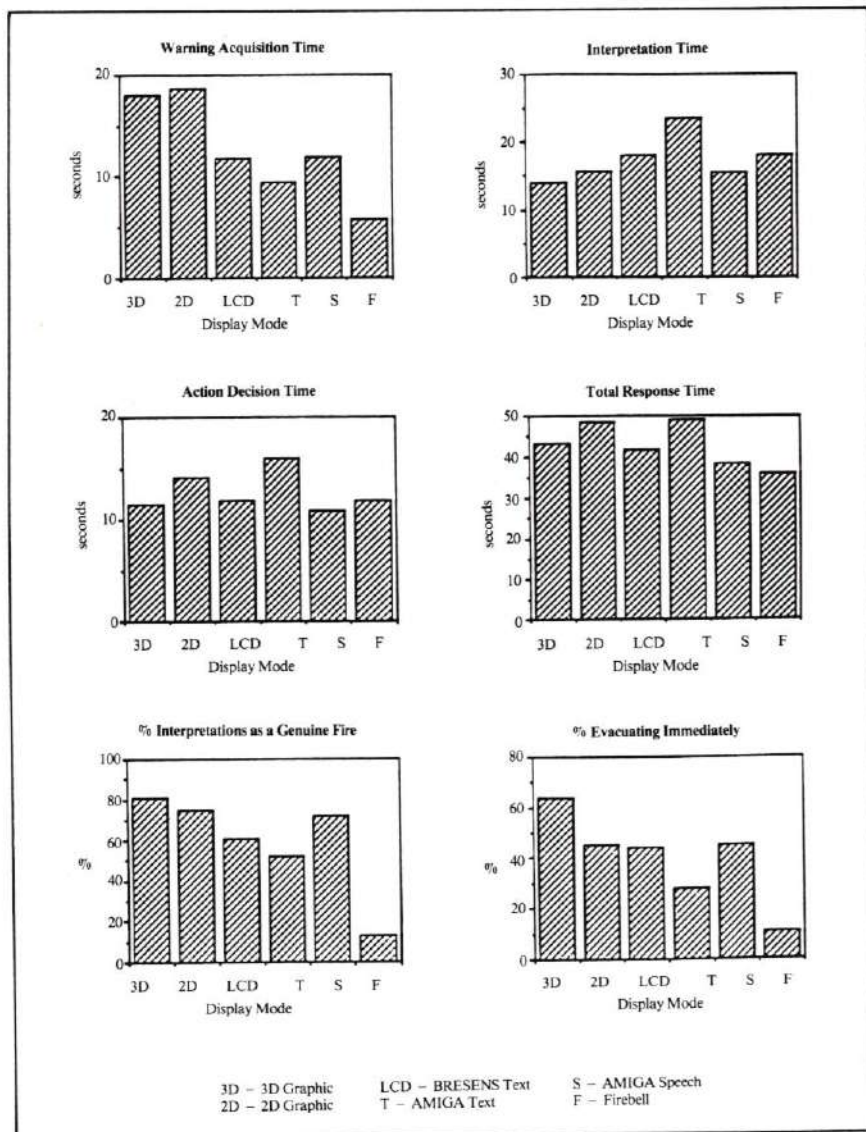 Warning Acquisition Time
20
10
0
seconds
3D 2D LCD T S F
Display Mode
Interpretation Time
30
20
10
0
seconds
3D 2D LCD T S F
Display Mode
Action Decision Time
20
10
0
seconds
3D 2D LCD T S F
Display Mode
Total Response Time
50
40
30
20
10
0
seconds
3D 2D LCD T S F
Display Mode
% Interpretations as a Genuine Fire
100
80
60
40
20
0
%
3D 2D LCD T S F
Display Mode
% Evacuating Immediately
80
60
40
20
0
%
3D 2D LCD T S F
Display Mode
3D – 3D Graphic LCD – BRESENS Text S – AMIGA Speech
2D – 2D Graphic T – AMIGA Text F – Firebell